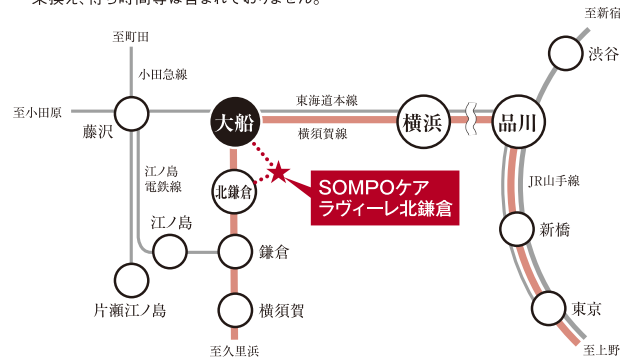 乗換え、待ち時間等は含まれておりません。
至新宿
至町田
渋谷
小田急線
至小田原
東海道本線
藤沢
大船
横浜
品川
横須賀線
江ノ島
電鉄線
北鎌倉
SOMPOケア
ラヴィーレ北鎌倉
JR山手線
江ノ島
新橋
鎌倉
片瀬江ノ島
横須賀
東京
至久里浜
至上野